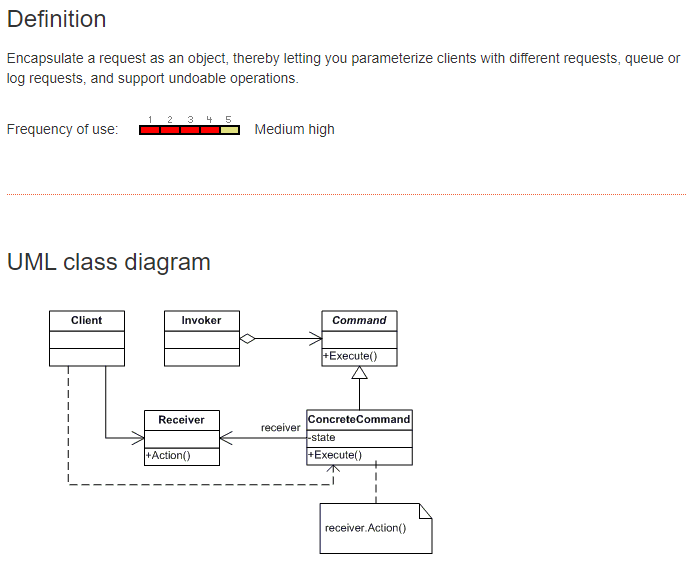 Definition
Encapsulate a request as an object, thereby letting you parameterize clients with different requests, queue or
log requests, and support undoable operations.
1 2 3 4 5
Frequency of use: Medium high
UML class diagram
Client Invoker Command
+Execute()
Receiver receiver ConcreteCommand
-state
+Action() +Execute()
receiver.Action()